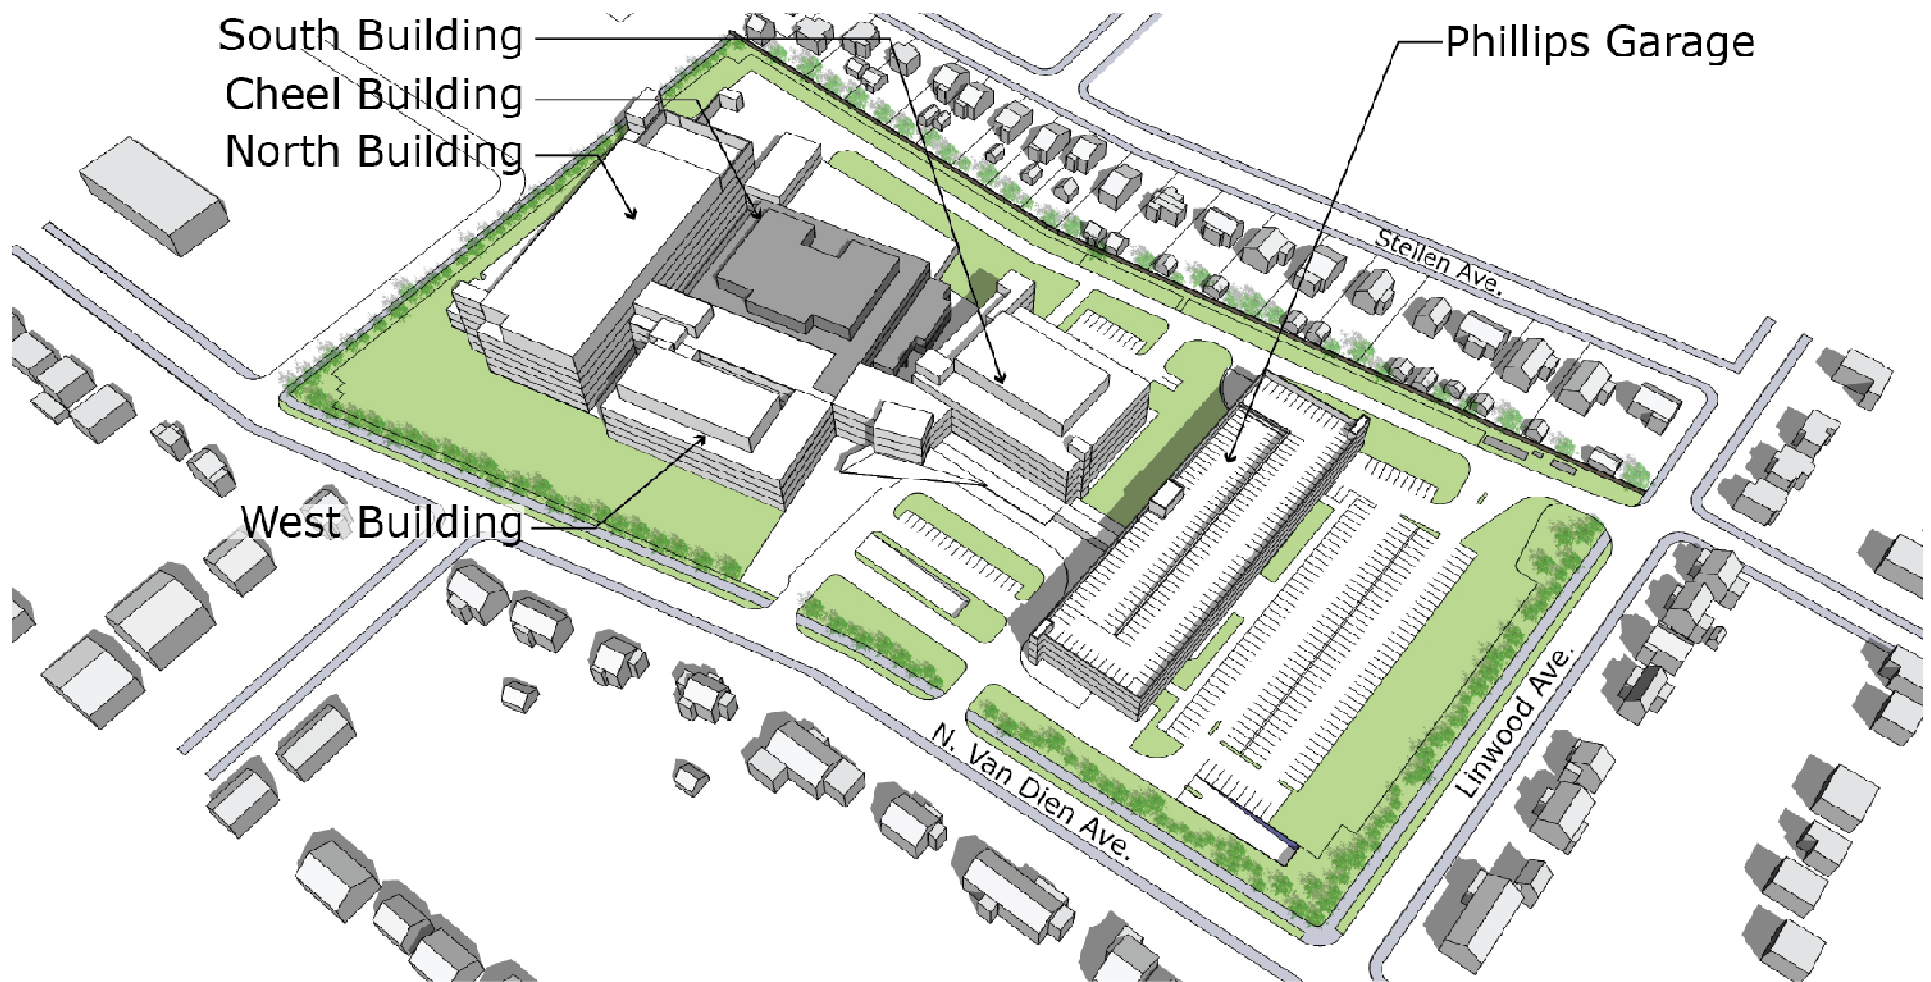 South Building
Cheel Building
North Building
Phillips Garage
Steilen Ave.
West Building
N. Van Dien Ave.
Linwood Ave.